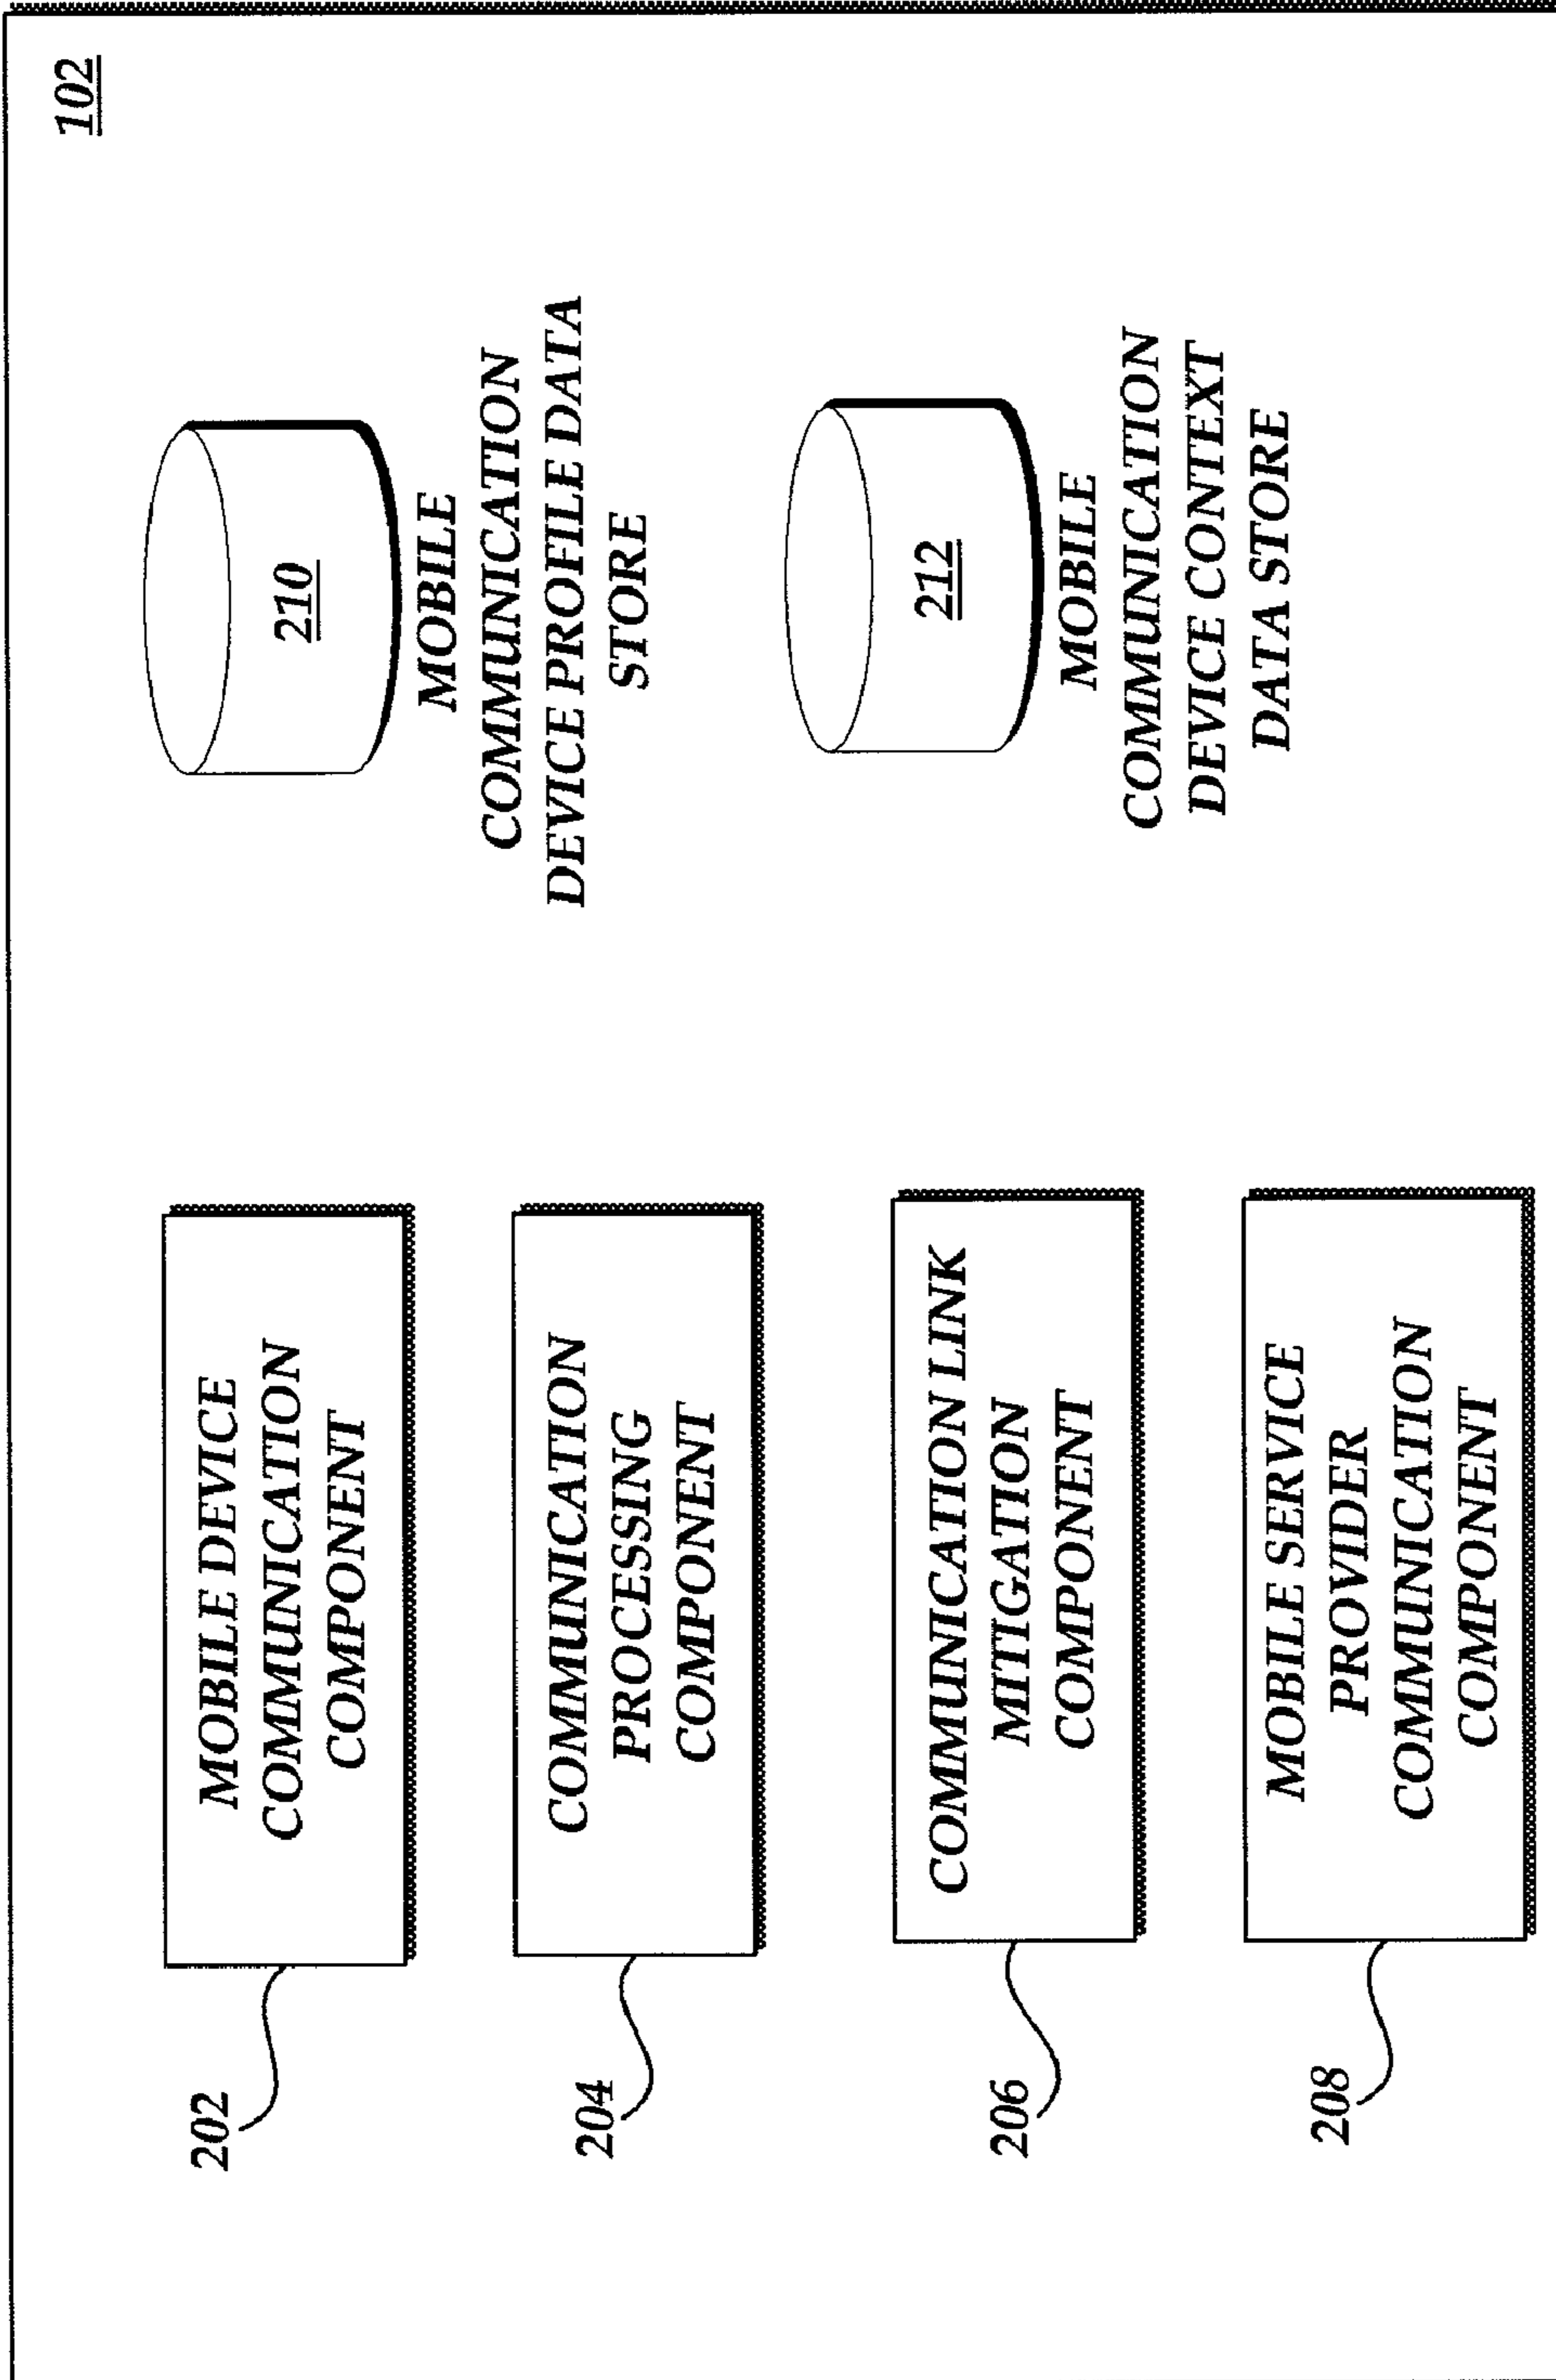 102
202
MOBILE DEVICE
COMMUNICATION
COMPONENT
204
COMMUNICATION
PROCESSING
COMPONENT
206
COMMUNICATION LINK
MITIGATION
COMPONENT
208
MOBILE SERVICE
PROVIDER
COMMUNICATION
COMPONENT
210
MOBILE
COMMUNICATION
DEVICE PROFILE DATA
STORE
212
MOBILE
COMMUNICATION
DEVICE CONTEXT
DATA STORE